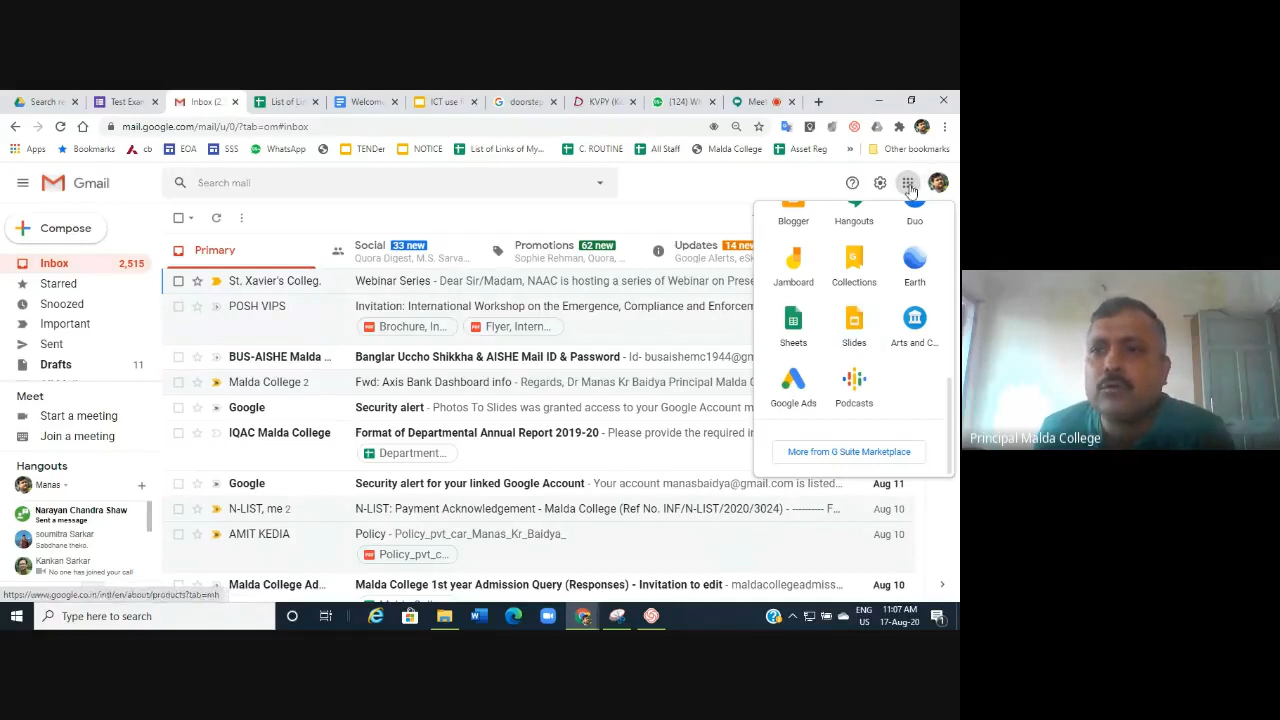 Search re
Test Exan
Inbox (2,
List of Lin
Welcome
ICT use F
doorstep
KVPY (Kis
(124) W
Meet
mail.google.com/mail/u/0/?tab=om#inbox
Apps
Bookmarks
cb
EOA
SSS
WhatsApp
TENDer
NOTICE
List of Links of My...
C. ROUTINE
All Staff
Malda College
Asset Reg
»
Other bookmarks
Gmail
Search mail
Compose
Inbox 2,515
Starred
Snoozed
Important
Sent
Drafts 11
Meet
Start a meeting
Join a meeting
Hangouts
Manas
Narayan Chandra Shaw
Sent a message
soumitra Sarkar
Sabdhane theko.
Kankan Sarkar
No one has joined your call
Primary
Social 33 new
Quora Digest, M.S. Sarva...
Promotions 62 new
Sophie Rehman, Quora, ...
Updates 14 new
Google Alerts, eSk
St. Xavier's Colleg. Webinar Series - Dear Sir/Madam, NAAC is hosting a series of Webinar on Prese
POSH VIPS Invitation: International Workshop on the Emergence, Compliance and Enforcem
Brochure, In... Flyer, Intern...
BUS-AISHE Malda ... Banglar Uccho Shikkha & AISHE Mail ID & Password - Id- busaishemc1944@gm
Malda College 2 Fwd: Axis Bank Dashboard info - Regards, Dr Manas Kr Baidya Principal Malda C
Google Security alert - Photos To Slides was granted access to your Google Account m
IQAC Malda College Format of Departmental Annual Report 2019-20 - Please provide the required in
Department...
Google Security alert for your linked Google Account - Your account manasbaidya@gmail.com is listed... Aug 11
N-LIST, me 2 N-LIST: Payment Acknowledgement - Malda College (Ref No. INF/N-LIST/2020/3024) - ---------- F... Aug 10
AMIT KEDIA Policy - Policy_pvt_car_Manas_Kr_Baidya_ Aug 10
Policy_pvt_c...
Malda College Ad... Malda College 1st year Admission Query (Responses) - Invitation to edit - maldacollegeadmiss... Aug 10
Blogger
Hangouts
Duo
Jamboard
Collections
Earth
Sheets
Slides
Arts and C...
Google Ads
Podcasts
More from G Suite Marketplace
https://www.google.co.in/intl/en/about/products?tab=mh
Type here to search
ENG
US
11:07 AM
17-Aug-20
Principal Malda College